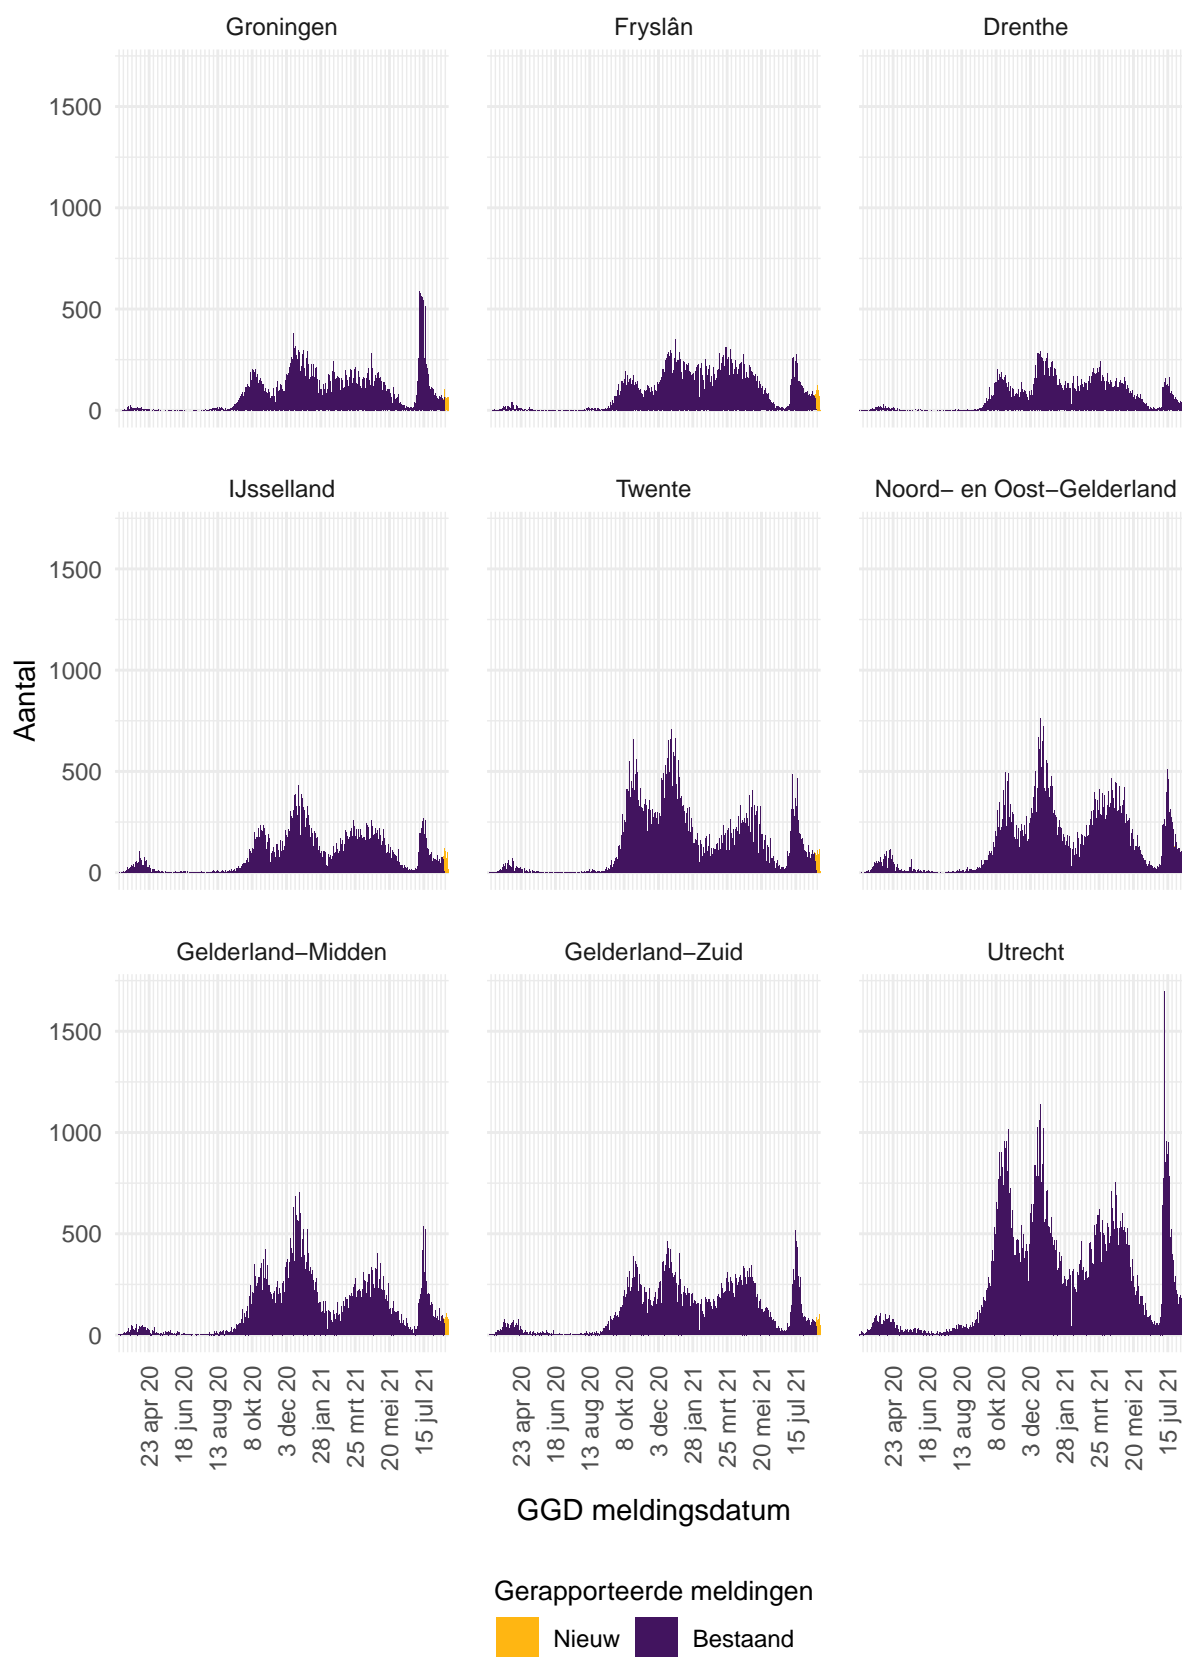 Groningen Fryslân Drenthe
1500
1000
500
0
IJsselland Twente Noord− en Oost−Gelderland
1500
1000
500
0
Aantal
Gelderland−Midden Gelderland−Zuid Utrecht
1500
1000
500
0
23 apr 20 18 jun 20 13 aug 20 8 okt 20 3 dec 20 28 jan 21 25 mrt 21 20 mei 21 15 jul 21
23 apr 20 18 jun 20 13 aug 20 8 okt 20 3 dec 20 28 jan 21 25 mrt 21 20 mei 21 15 jul 21
23 apr 20 18 jun 20 13 aug 20 8 okt 20 3 dec 20 28 jan 21 25 mrt 21 20 mei 21 15 jul 21
GGD meldingsdatum
Gerapporteerde meldingen
Nieuw Bestaand